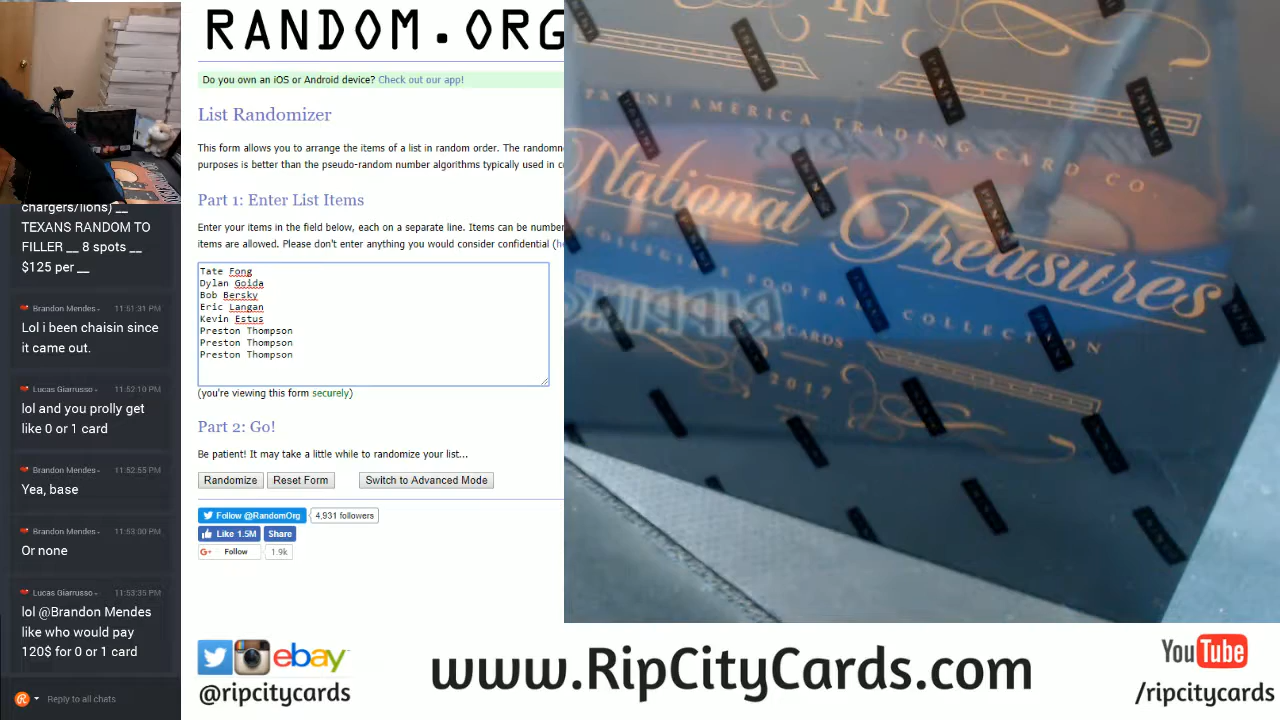 RANDOM.ORG
Do you own an iOS or Android device? Check out our app!
List Randomizer
This form allows you to arrange the items of a list in random order. The randomn
purposes is better than the pseudo-random number algorithms typically used in c
Part 1: Enter List Items
Enter your items in the field below, each on a separate line. Items can be numbe
items are allowed. Please don't enter anything you would consider confidential (h
Tate Fong
Dylan Goida
Bob Bersky
Eric Langan
Kevin Estus
Preston Thompson
Preston Thompson
Preston Thompson
(you're viewing this form securely)
Part 2: Go!
Be patient! It may take a little while to randomize your list...
Randomize Reset Form Switch to Advanced Mode
Follow @RandomOrg 4,931 followers
Like 1.5M Share
G+ Follow 1.9k
chargers/lions) __
TEXANS RANDOM TO
FILLER __ 8 spots __
$125 per __
Brandon Mendes 11:51:31 PM
Lol i been chaisin since
it came out.
Lucas Giarrusso 11:52:10 PM
lol and you prolly get
like 0 or 1 card
Brandon Mendes 11:52:55 PM
Yea, base
Brandon Mendes 11:53:00 PM
Or none
Lucas Giarrusso 11:53:35 PM
lol @Brandon Mendes
like who would pay
120$ for 0 or 1 card
Reply to all chats
PANINI AMERICA TRADING CARD CO.
National Treasures
COLLEGIATE FOOTBALL COLLECTION
CARDS
2017
PANINI
PANINI
PANINI
PANINI
PANINI
PANINI
PANINI
ebay
@ripcitycards
www.RipCityCards.com
YouTube
/ripcitycards